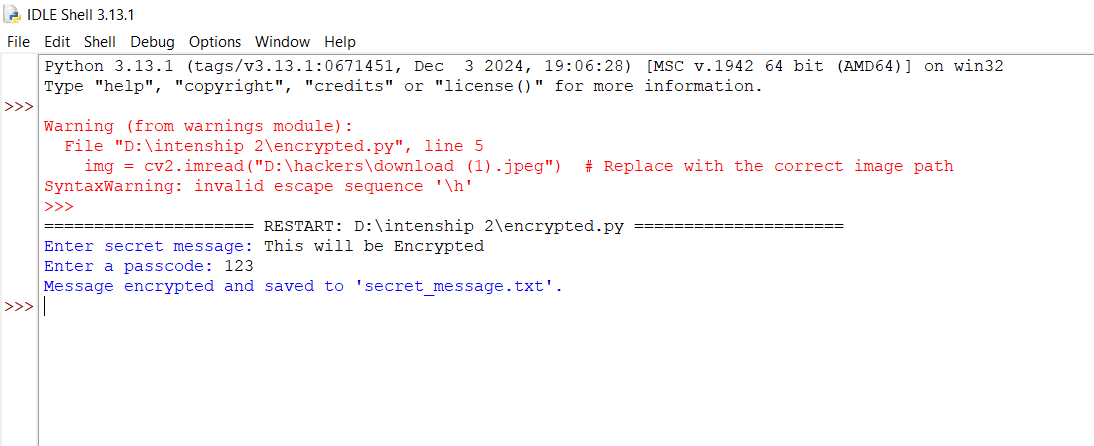 IDLE Shell 3.13.1
File Edit Shell Debug Options Window Help
Python 3.13.1 (tags/v3.13.1:0671451, Dec  3 2024, 19:06:28) [MSC v.1942 64 bit (AMD64)] on win32
Type "help", "copyright", "credits" or "license()" for more information.
>>>
Warning (from warnings module):
  File "D:\intenship 2\encrypted.py", line 5
    img = cv2.imread("D:\hackers\download (1).jpeg")  # Replace with the correct image path
SyntaxWarning: invalid escape sequence '\h'
>>>
===================== RESTART: D:\intenship 2\encrypted.py =====================
Enter secret message: This will be Encrypted
Enter a passcode: 123
Message encrypted and saved to 'secret_message.txt'.
>>>